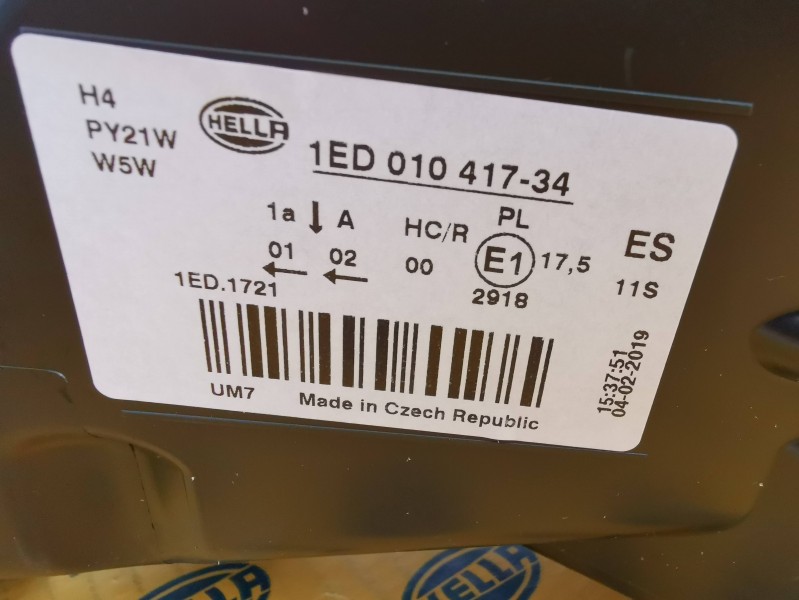 H4
PY21W
W5W
HELLA
1ED 010 417-34
1a ↓ A HC/R PL
01 02 00 E1 17,5
← ← 2918
ES
11S
1ED.1721
UM7 Made in Czech Republic
15:37:51
04-02-2019
HELLA